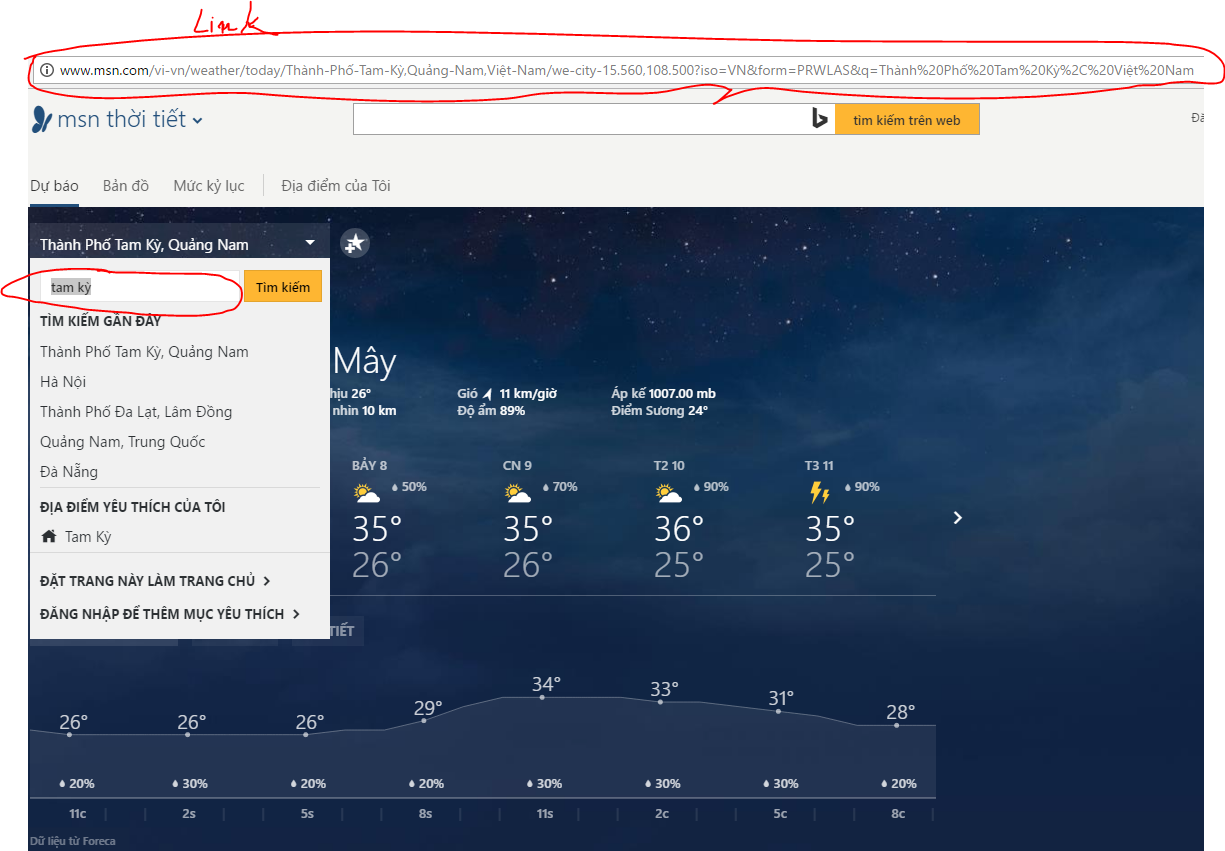 Link
www.msn.com/vi-vn/weather/today/Thành-Phố-Tam-Kỳ,Quảng-Nam,Việt-Nam/we-city-15.560,108.500?iso=VN&form=PRWLAS&q=Thành%20Phố%20Tam%20Kỳ%2C%20Việt%20Nam
msn thời tiết
tìm kiếm trên web
Đă
Dự báo Bản đồ Mức kỷ lục Địa điểm của Tôi
Thành Phố Tam Kỳ, Quảng Nam
tam kỳ Tìm kiếm
TÌM KIẾM GẦN ĐÂY
Thành Phố Tam Kỳ, Quảng Nam
Hà Nội
Thành Phố Đà Lạt, Lâm Đồng
Quảng Nam, Trung Quốc
Đà Nẵng
ĐỊA ĐIỂM YÊU THÍCH CỦA TÔI
Tam Kỳ
ĐẶT TRANG NÀY LÀM TRANG CHỦ
ĐĂNG NHẬP ĐỂ THÊM MỤC YÊU THÍCH
Mây
hịu 26° Gió 11 km/giờ Áp kế 1007.00 mb
nhìn 10 km Độ ẩm 89% Điểm Sương 24°
BẢY 8 CN 9 T2 10 T3 11
50% 70% 90% 90%
35° 35° 36° 35°
26° 26° 25° 25°
TIẾT
26° 26° 26° 29° 34° 33° 31° 28°
20% 30% 20% 20% 30% 30% 30% 20%
11c 2s 5s 8s 11s 2c 5c 8c
Dữ liệu từ Foreca